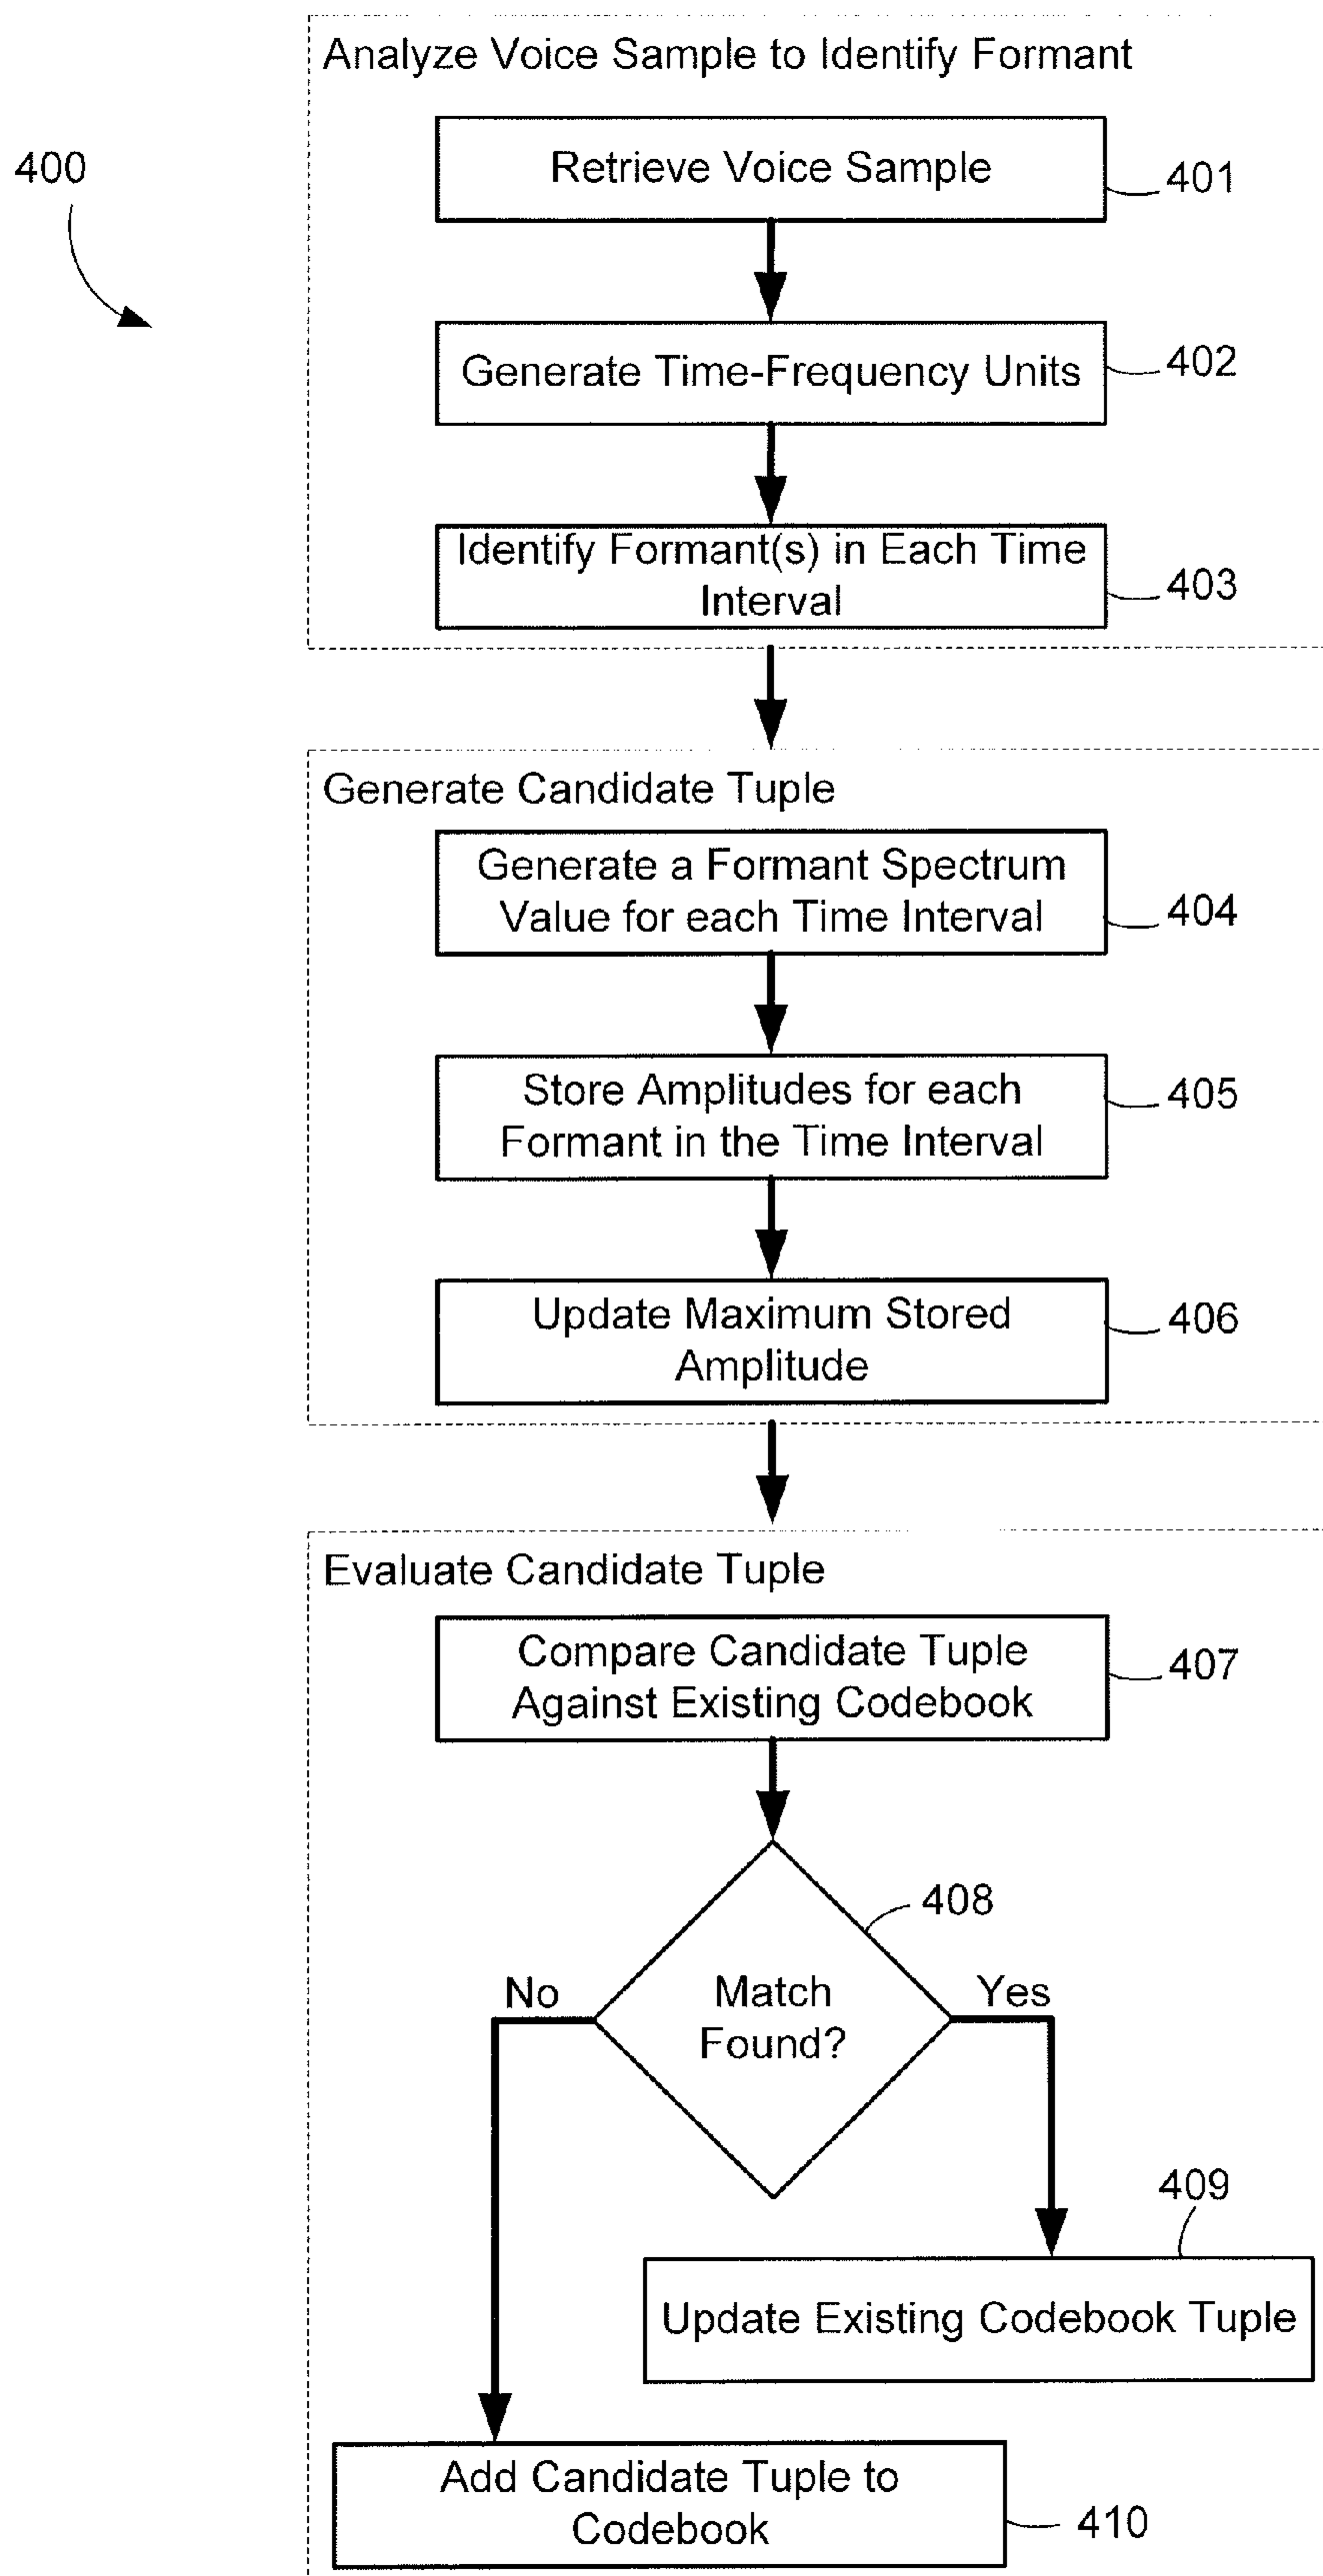 Analyze Voice Sample to Identify Formant
400
Retrieve Voice Sample
401
Generate Time-Frequency Units
402
Identify Formant(s) in Each Time
Interval
403
Generate Candidate Tuple
Generate a Formant Spectrum
Value for each Time Interval
404
Store Amplitudes for each
Formant in the Time Interval
405
Update Maximum Stored
Amplitude
406
Evaluate Candidate Tuple
Compare Candidate Tuple
Against Existing Codebook
407
408
No
Match
Found?
Yes
409
Update Existing Codebook Tuple
Add Candidate Tuple to
Codebook
410